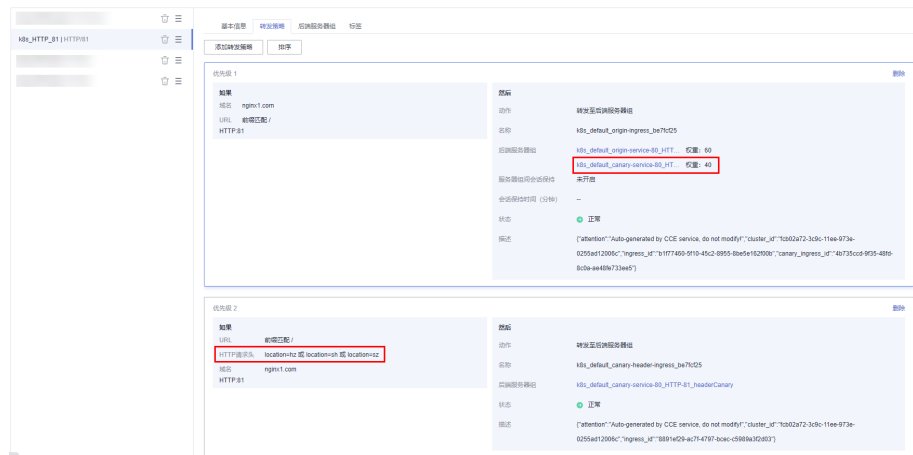 k8s_HTTP_81 | HTTP/81
基本信息 转发策略 后端服务器组 标签
添加转发策略 排序
优先级 1 删除
如果
域名 nginx1.com
URL 前缀匹配 /
HTTP:81
然后
动作 转发至后端服务器组
名称 k8s_default_origin-ingress_be7fcf25
后端服务器组 k8s_default_origin-service-80_HTT... 权重：60
k8s_default_canary-service-80_HT... 权重：40
服务器组间会话保持 未开启
会话保持时间（分钟） --
状态 正常
描述 {"attention":"Auto-generated by CCE service, do not modify!","cluster_id":"fcb02a72-3c9c-11ee-973e-
0255ad12006c","ingress_id":"b1f77460-5f10-45c2-8955-8be5e162f00b","canary_ingress_id":"4b735ccd-9f35-48fd-
8c0a-ae48fe733ee5"}
优先级 2 删除
如果
URL 前缀匹配 /
HTTP请求头 location=hz 或 location=sh 或 location=sz
域名 nginx1.com
HTTP:81
然后
动作 转发至后端服务器组
名称 k8s_default_canary-header-ingress_be7fcf25
后端服务器组 k8s_default_canary-service-80_HTTP-81_headerCanary
状态 正常
描述 {"attention":"Auto-generated by CCE service, do not modify!","cluster_id":"fcb02a72-3c9c-11ee-973e-
0255ad12006c","ingress_id":"8891ef29-ac7f-4797-bcec-c5989a3f2d03"}